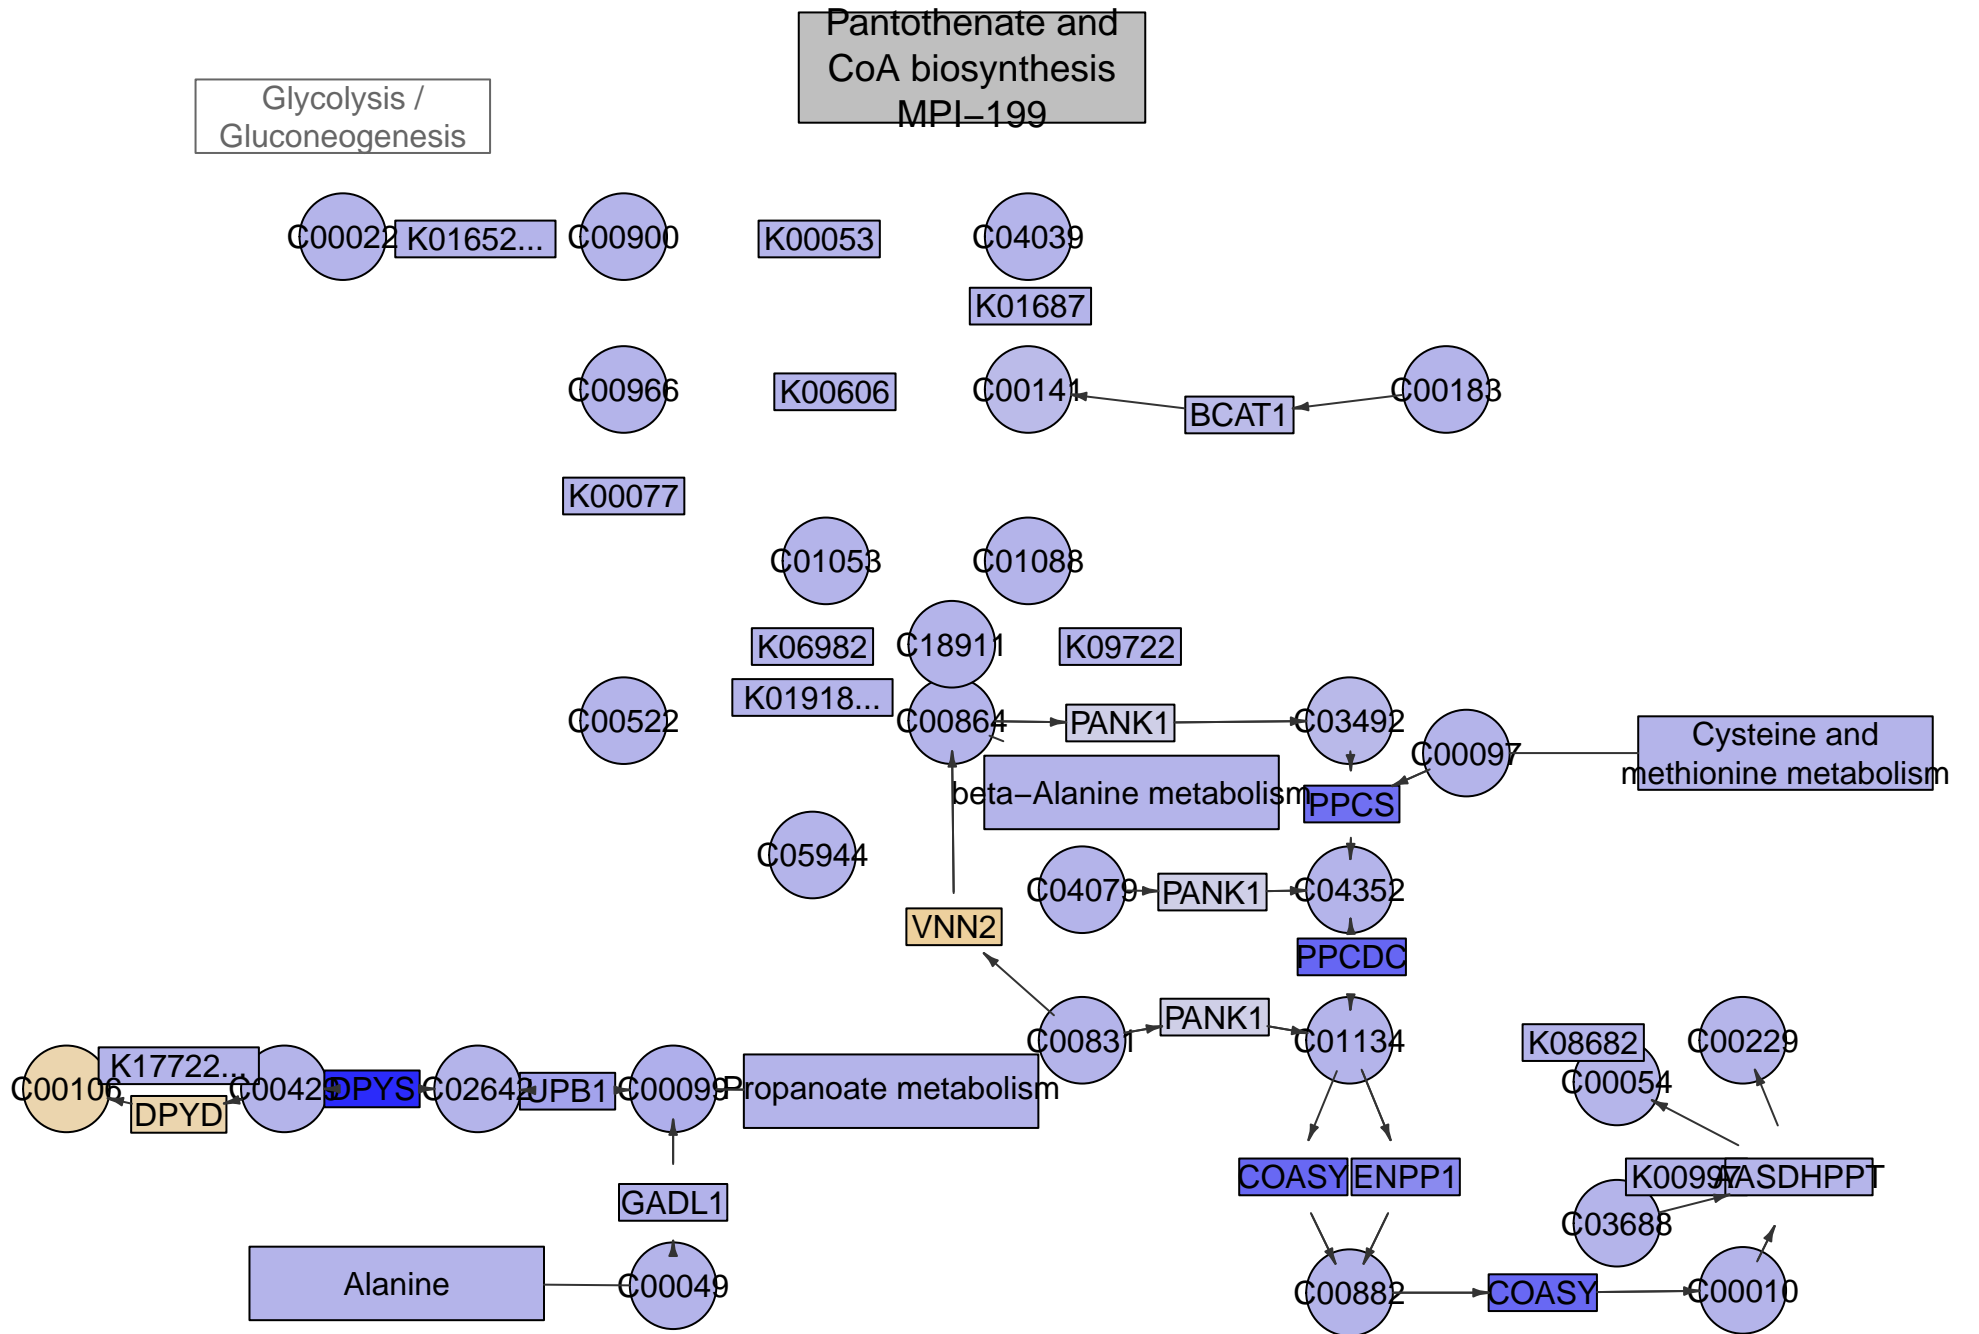 Pantothenate and
CoA biosynthesis
MPI−199
Glycolysis /
Gluconeogenesis
C00022
K01652...
C00900
K00053
C04039
K01687
C00966
K00606
C00141
BCAT1
C00183
K00077
C01053
C01088
K06982
C18911
K09722
K01918...
C00522
C00864
PANK1
C03492
C00097
Cysteine and
methionine metabolism
beta−Alanine metabolism
PPCS
C05944
C04079
PANK1
C04352
VNN2
PPCDC
C00831
PANK1
C01134
K08682
C00054
C00229
C00106
K17722...
DPYD
C00429
DPYS
C02642
UPB1
C00099
Propanoate metabolism
COASY
ENPP1
K00997
AASDHPPT
GADL1
C03688
Alanine
C00049
C00882
COASY
C00010